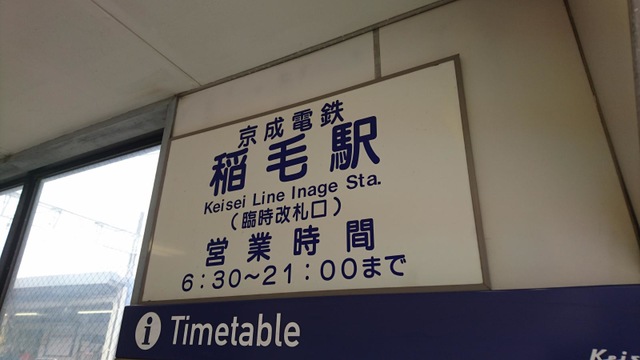 京成電鉄
稲毛駅
Keisei Line Inage Sta.
（臨時改札口）
営業時間
6：30～21：00まで
i Timetable
Keis